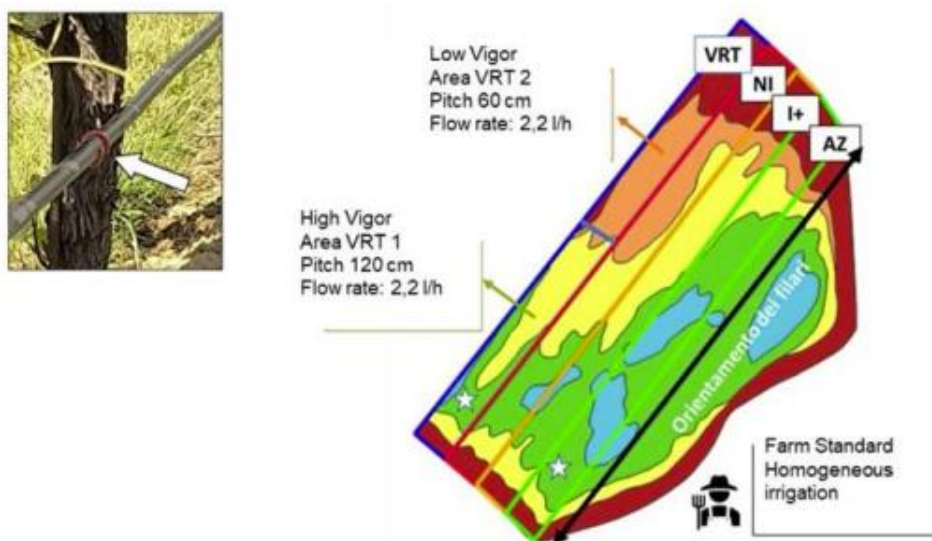 Low Vigor
Area VRT 2
Pitch 60 cm
Flow rate: 2,2 l/h
High Vigor
Area VRT 1
Pitch 120 cm
Flow rate: 2,2 l/h
VRT
NI
I+
AZ
Orientamento dei filari
Farm Standard
Homogeneous
irrigation